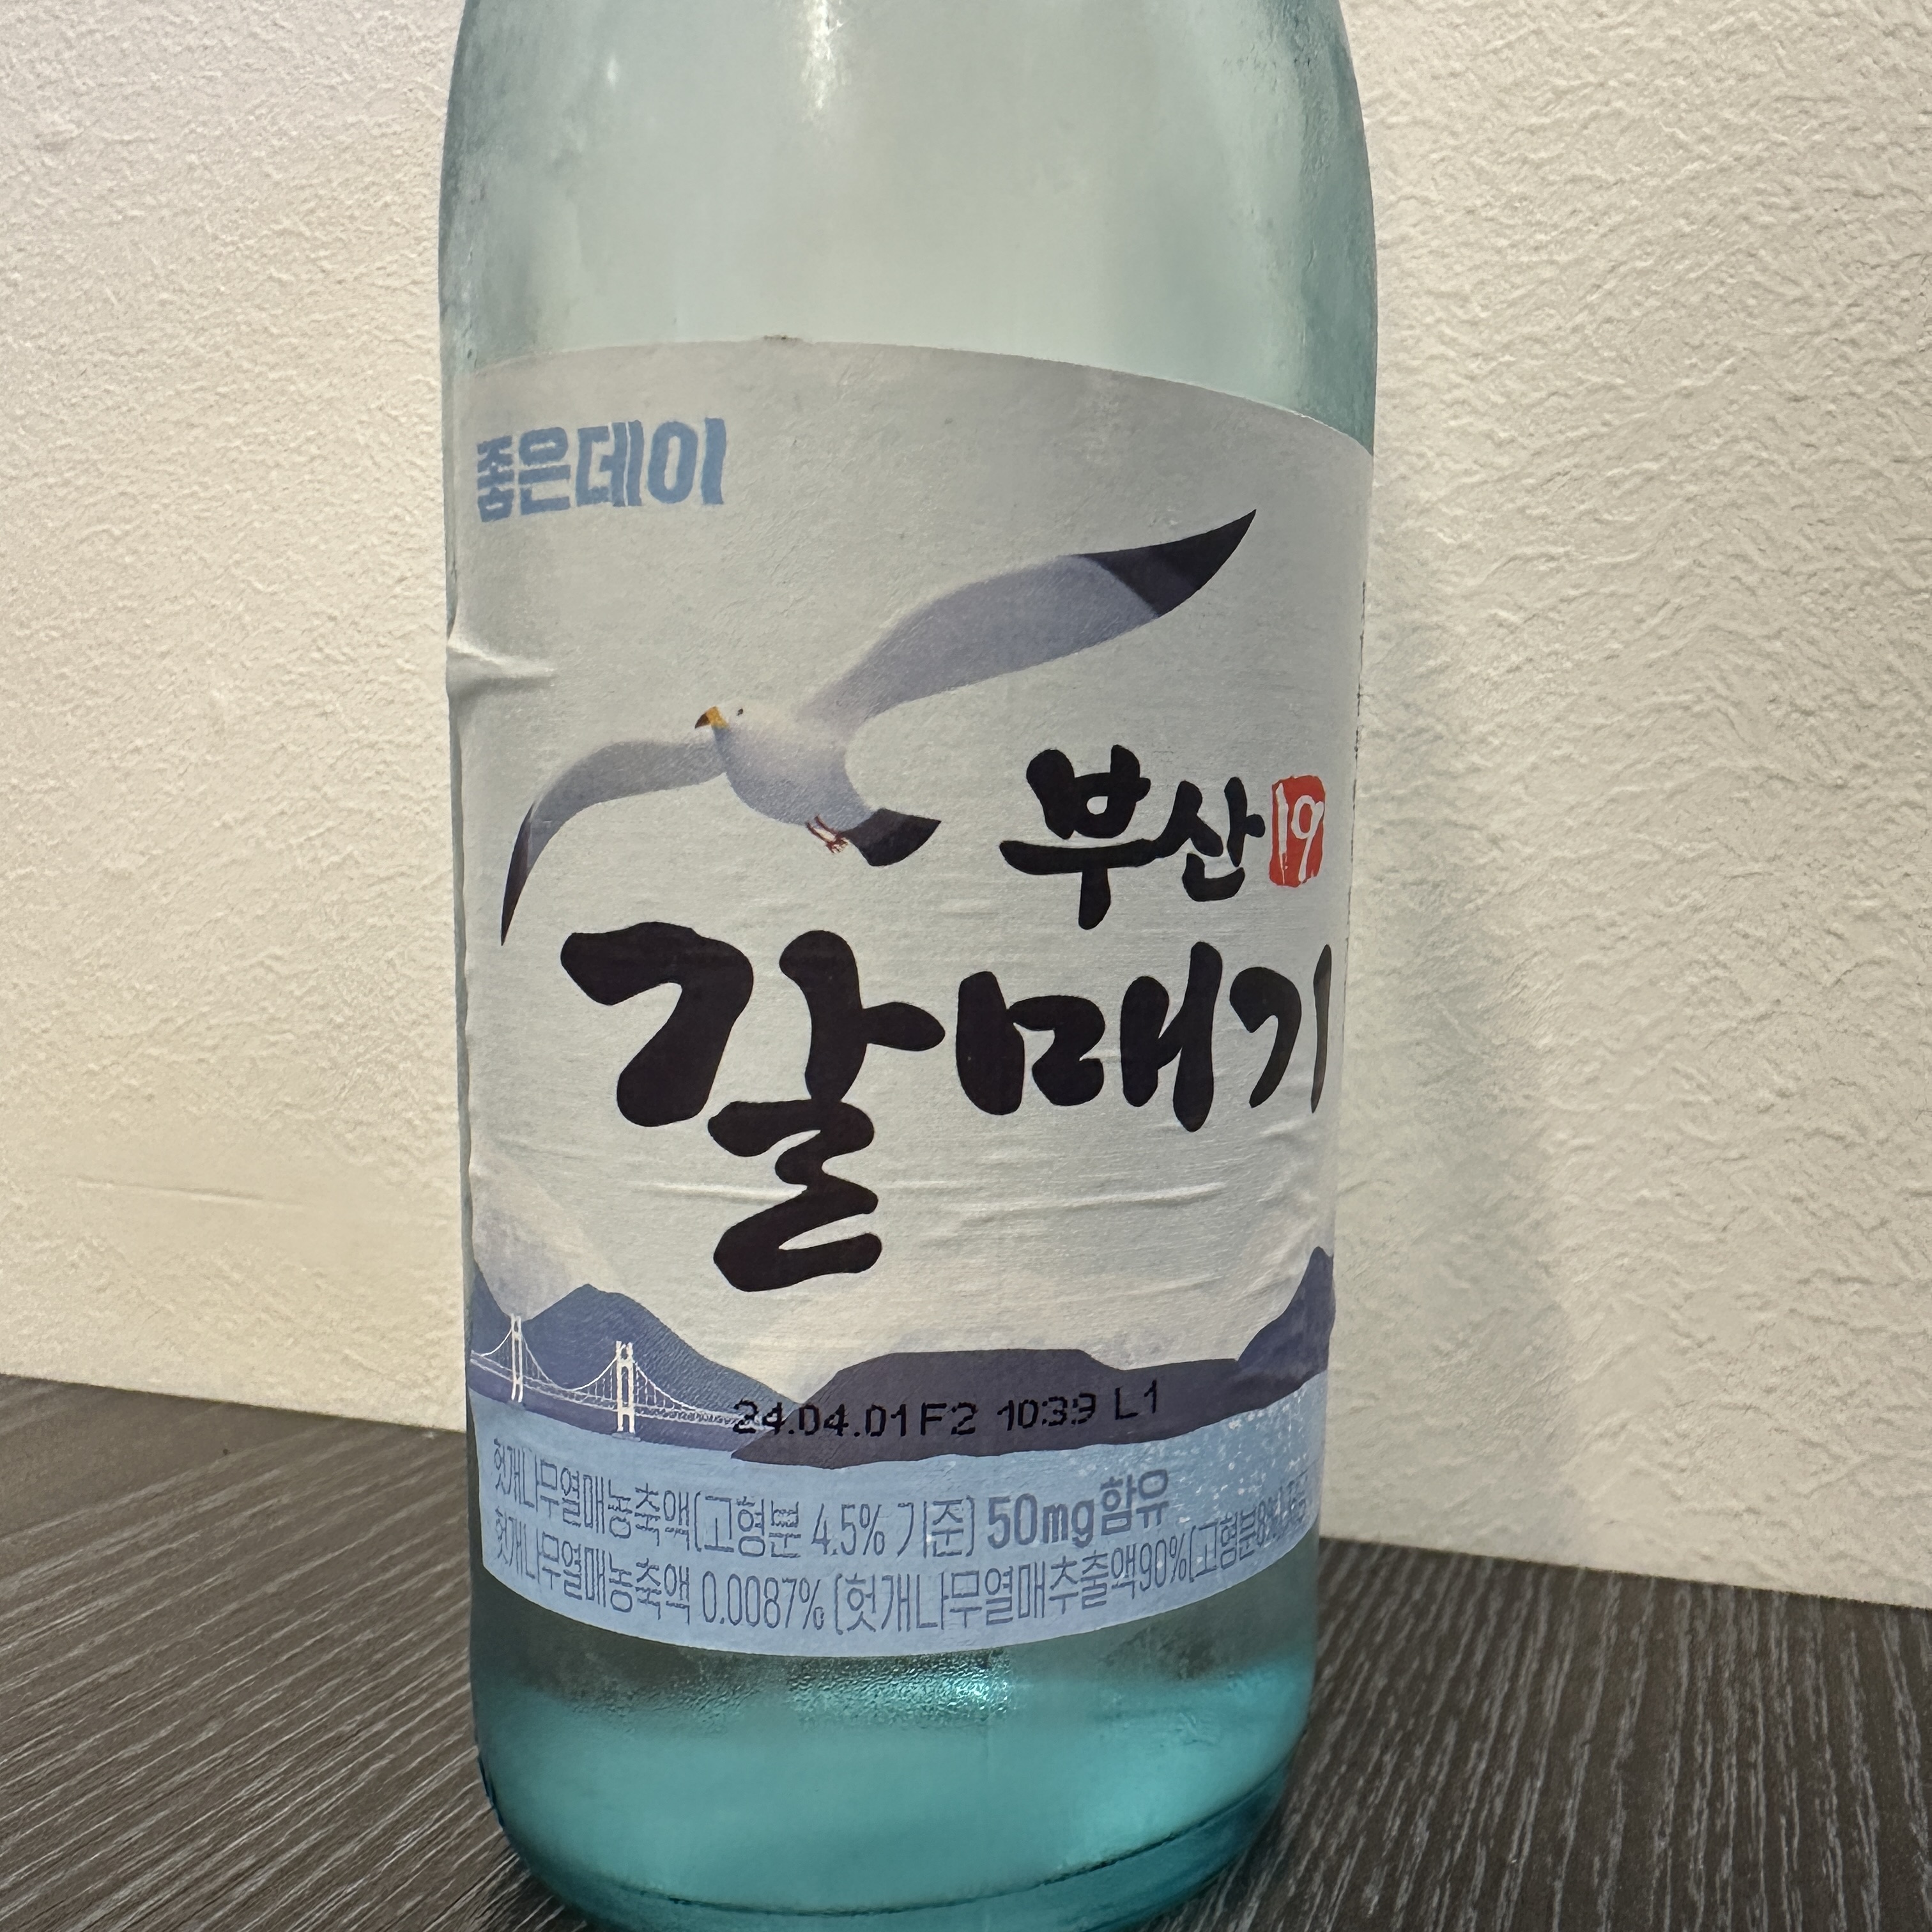 좋은데이
부산 19
갈매기
24.04.01F2 10:39 L1
헛개나무열매농축액(고형분 4.5% 기준) 50mg함유
헛개나무열매농축액 0.0087% (헛개나무열매추출액90%(고형분8%